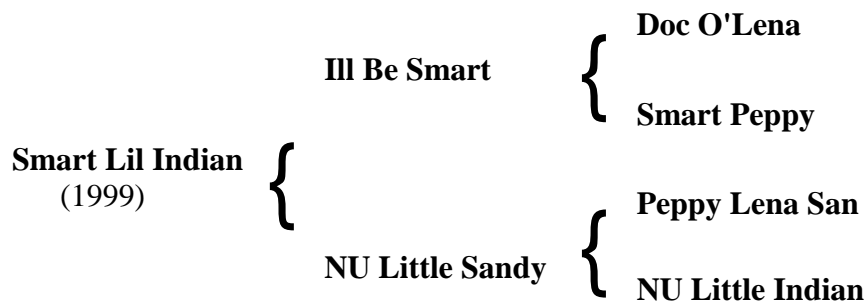 Doc O'Lena
Ill Be Smart
Smart Peppy
Smart Lil Indian
(1999)
Peppy Lena San
NU Little Sandy
NU Little Indian